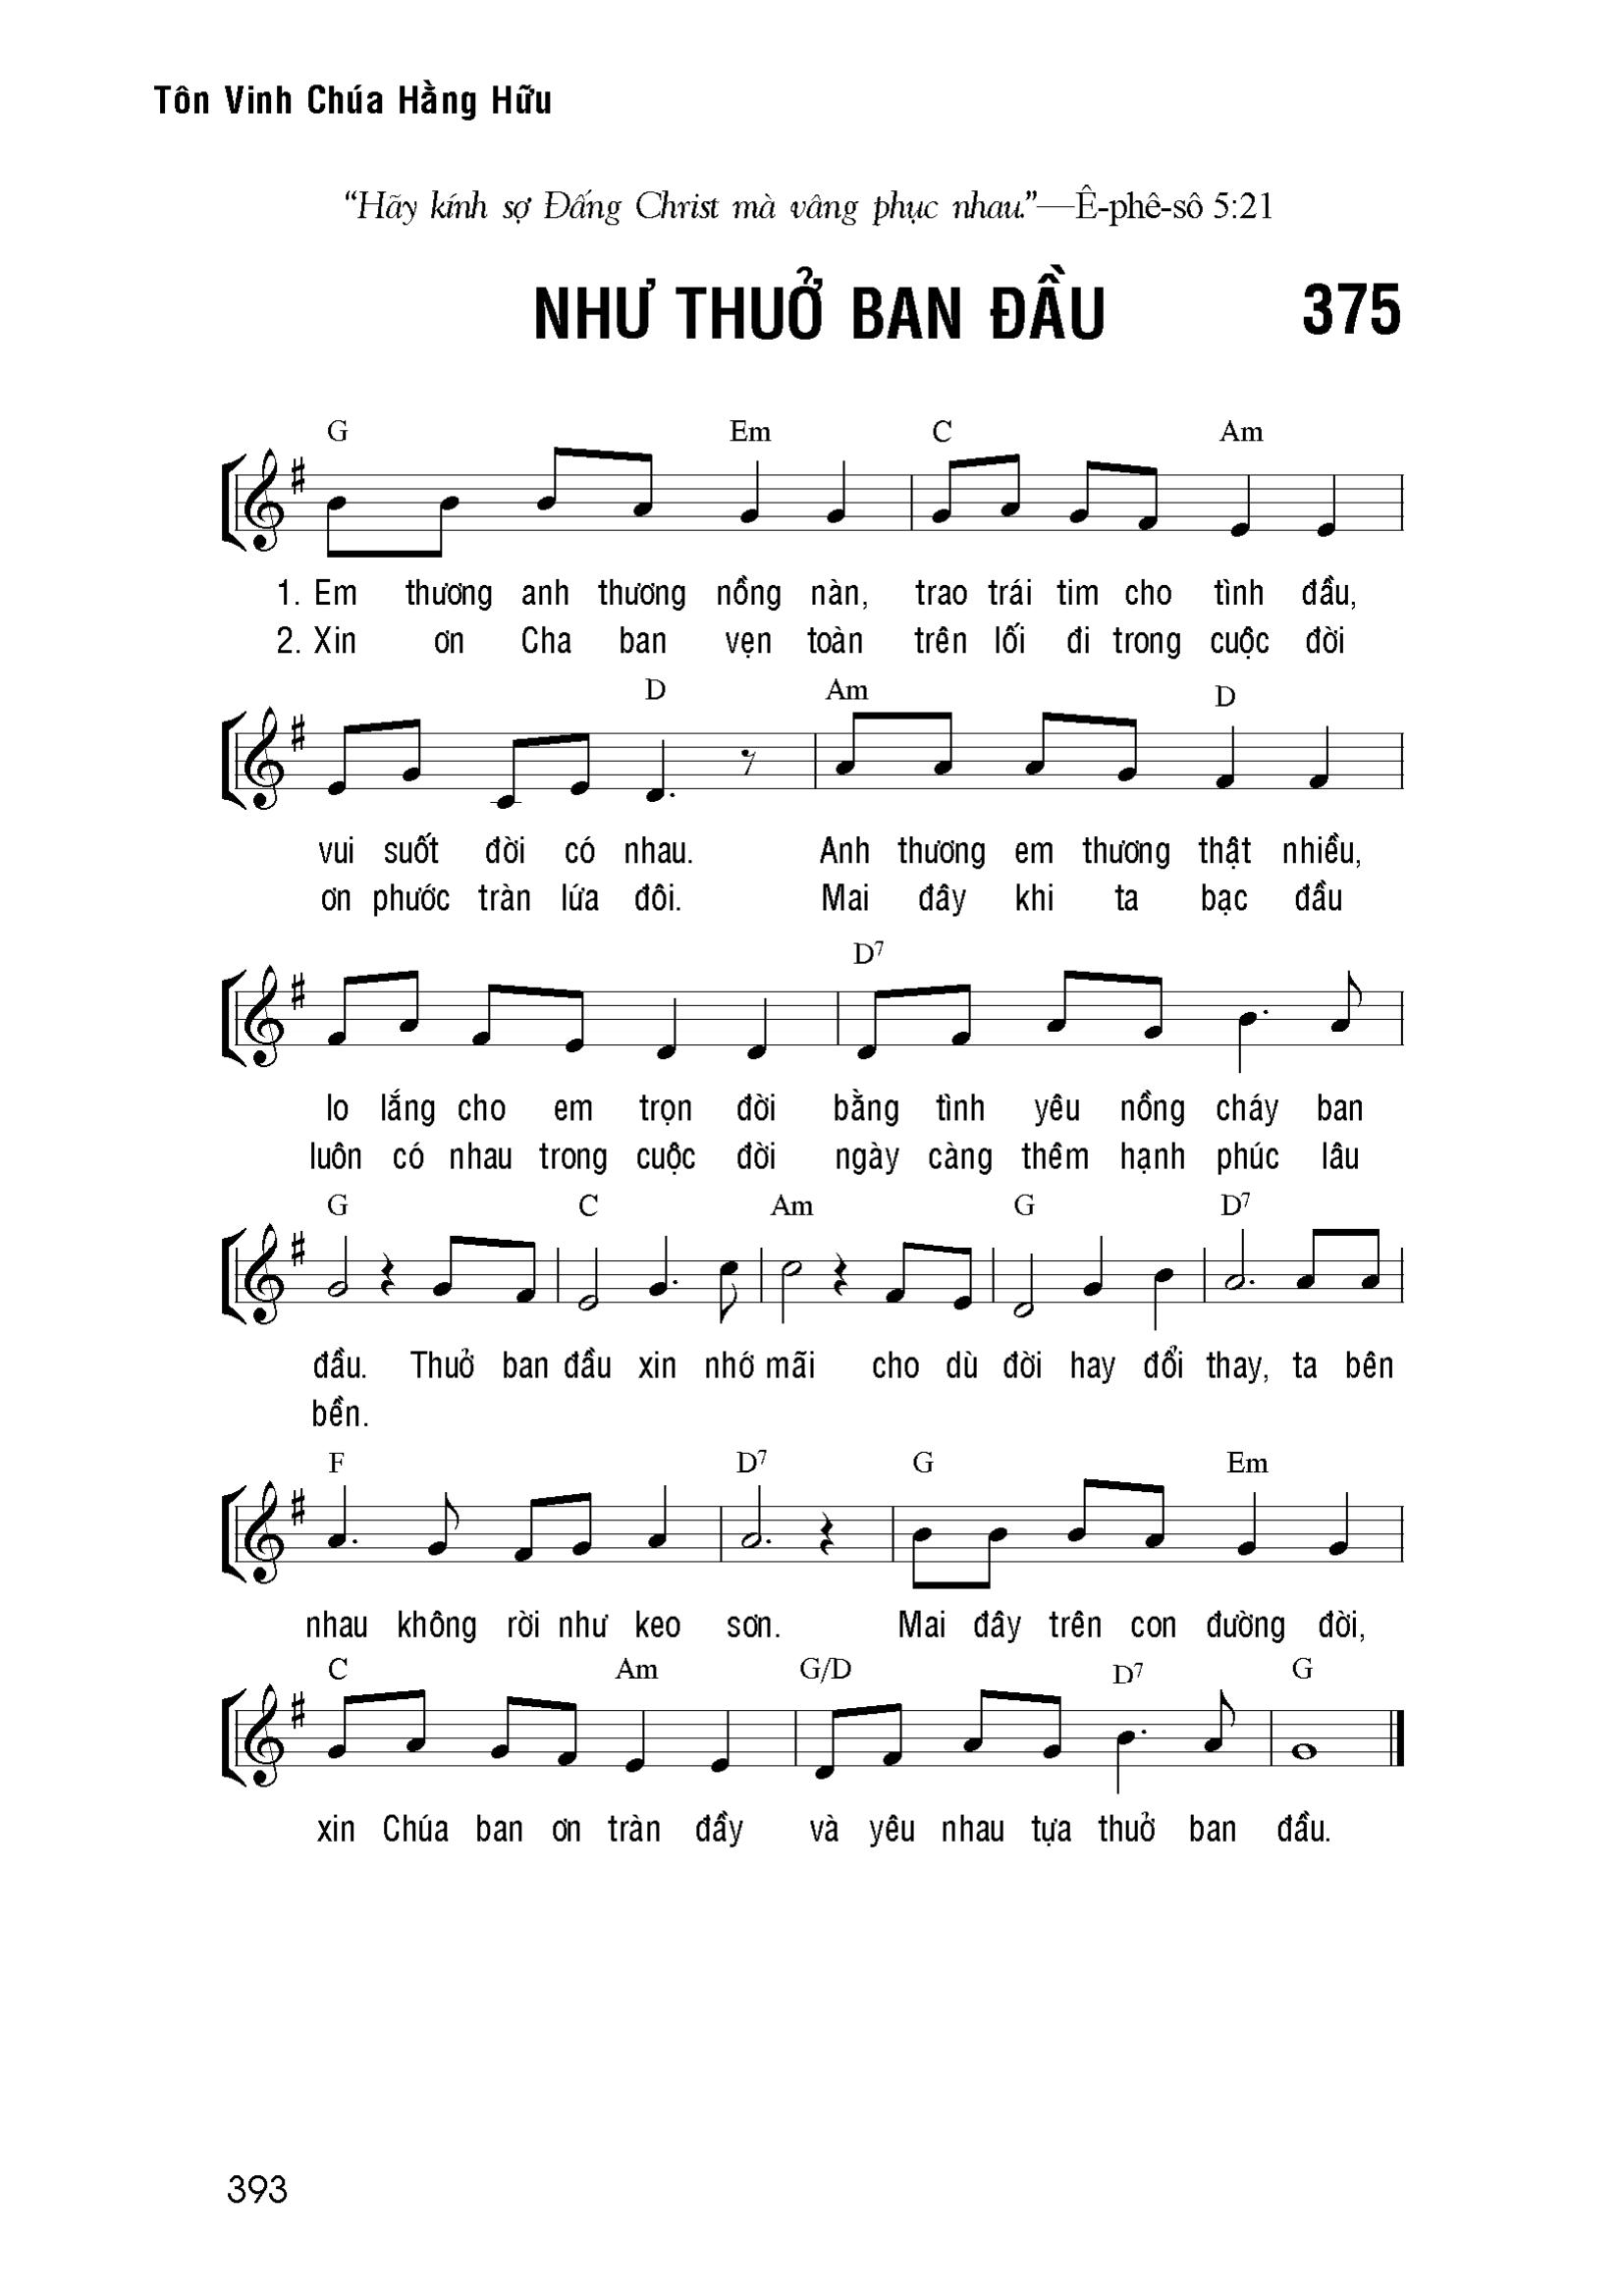 Tôn Vinh Chúa Hằng Hữu
“Hãy kính sợ Đấng Christ mà vâng phục nhau.”—Ê-phê-sô 5:21
NHƯ THUỞ BAN ĐẦU 375
G Em C Am
1. Em thương anh thương nồng nàn, trao trái tim cho tình đầu,
2. Xin ơn Cha ban vẹn toàn trên lối đi trong cuộc đời
D Am D
vui suốt đời có nhau. Anh thương em thương thật nhiều,
ơn phước tràn lứa đôi. Mai đây khi ta bạc đầu
D7
lo lắng cho em trọn đời bằng tình yêu nồng cháy ban
luôn có nhau trong cuộc đời ngày càng thêm hạnh phúc lâu
G C Am G D7
đầu. Thuở ban đầu xin nhớ mãi cho dù đời hay đổi thay, ta bên
bền.
F D7 G Em
nhau không rời như keo sơn. Mai đây trên con đường đời,
C Am G/D D7 G
xin Chúa ban ơn tràn đầy và yêu nhau tựa thuở ban đầu.
393